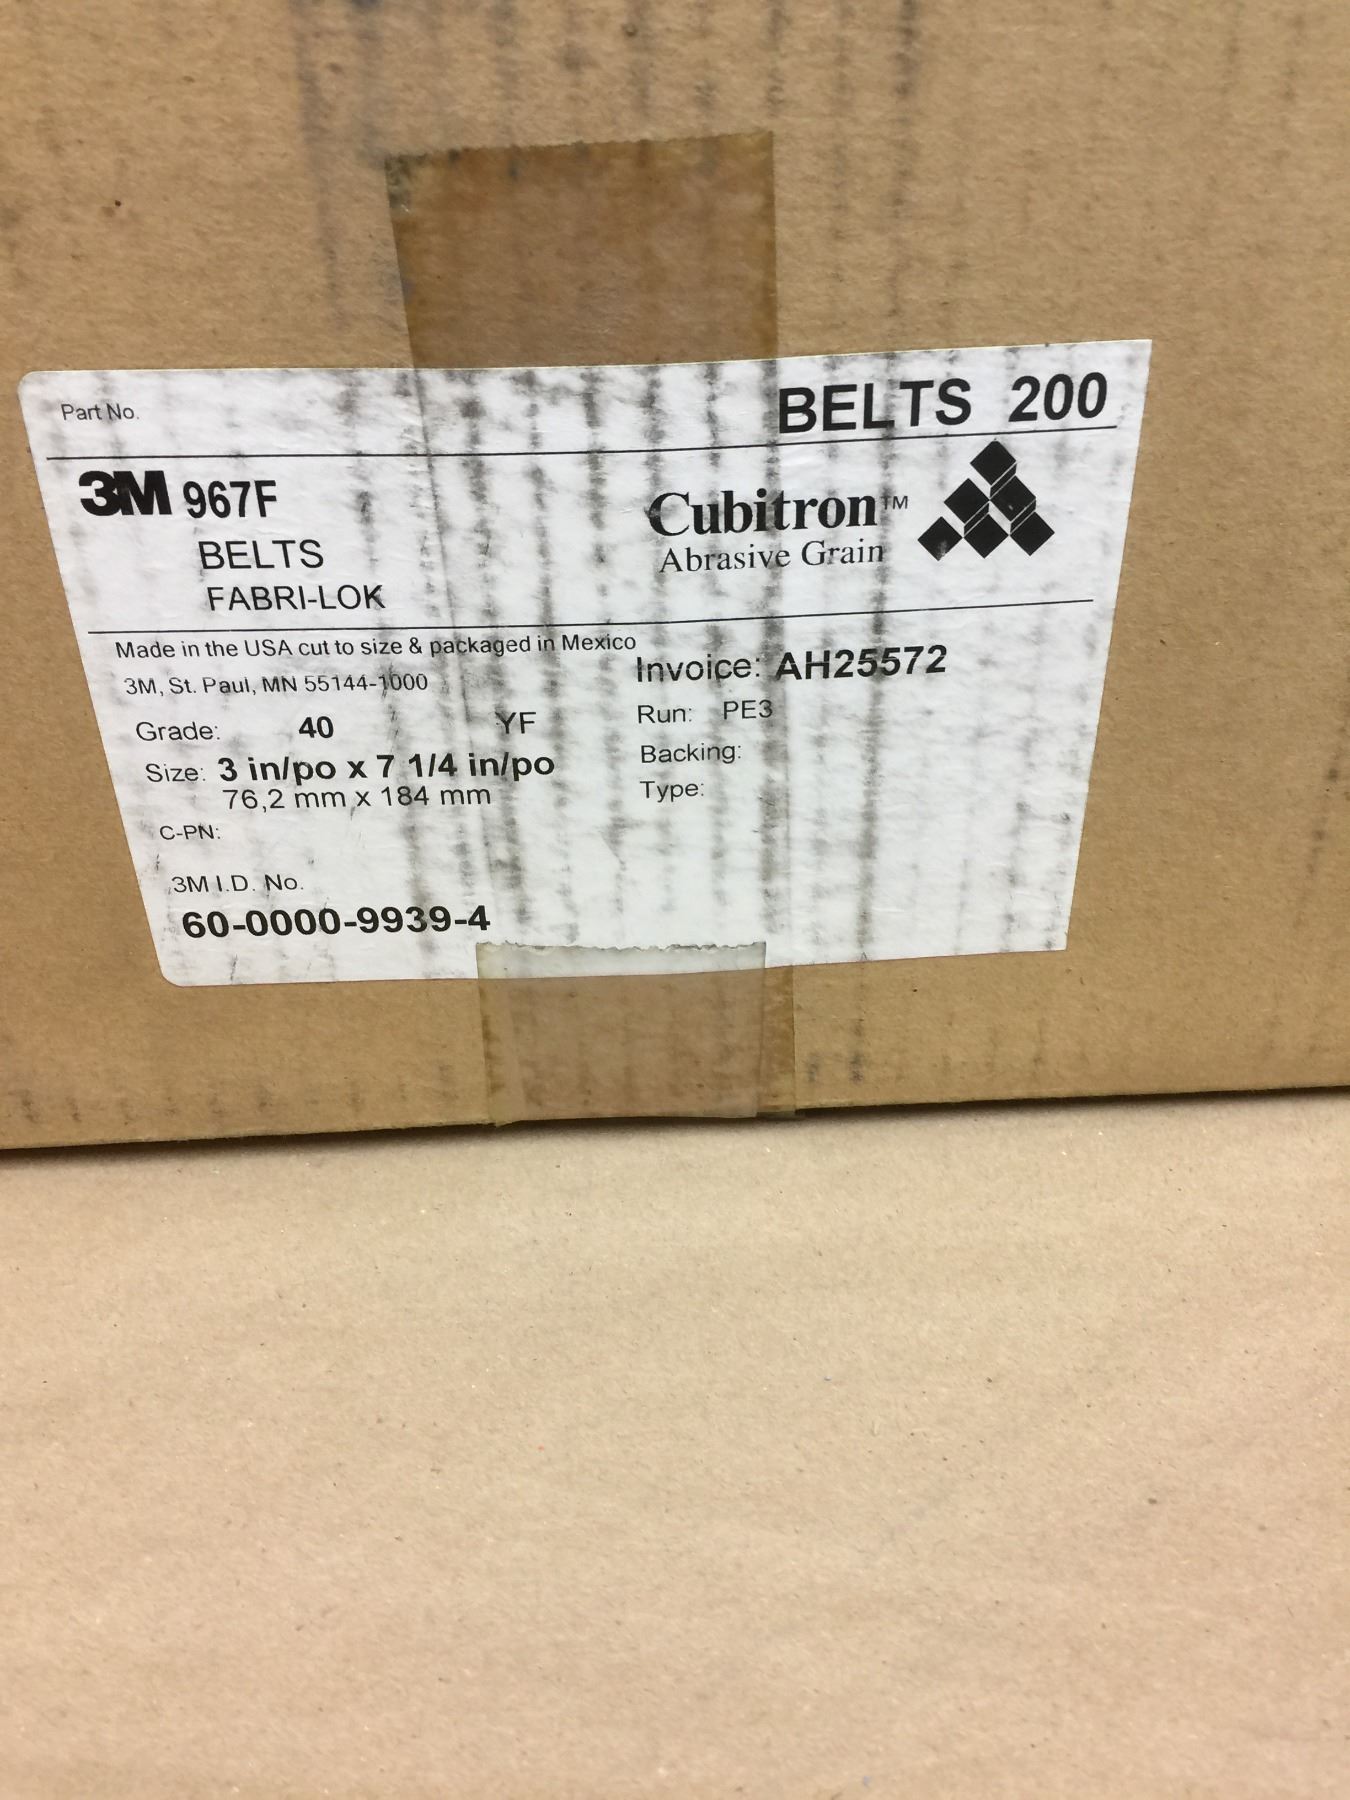 Part No.
BELTS 200
3M 967F
BELTS
FABRI-LOK
Cubitron™
Abrasive Grain
Made in the USA cut to size & packaged in Mexico
3M, St. Paul, MN 55144-1000
Invoice: AH25572
Grade: 40 YF
Run: PE3
Size: 3 in/po x 7 1/4 in/po
76,2 mm x 184 mm
Backing:
Type:
C-PN:
3M I.D. No.
60-0000-9939-4